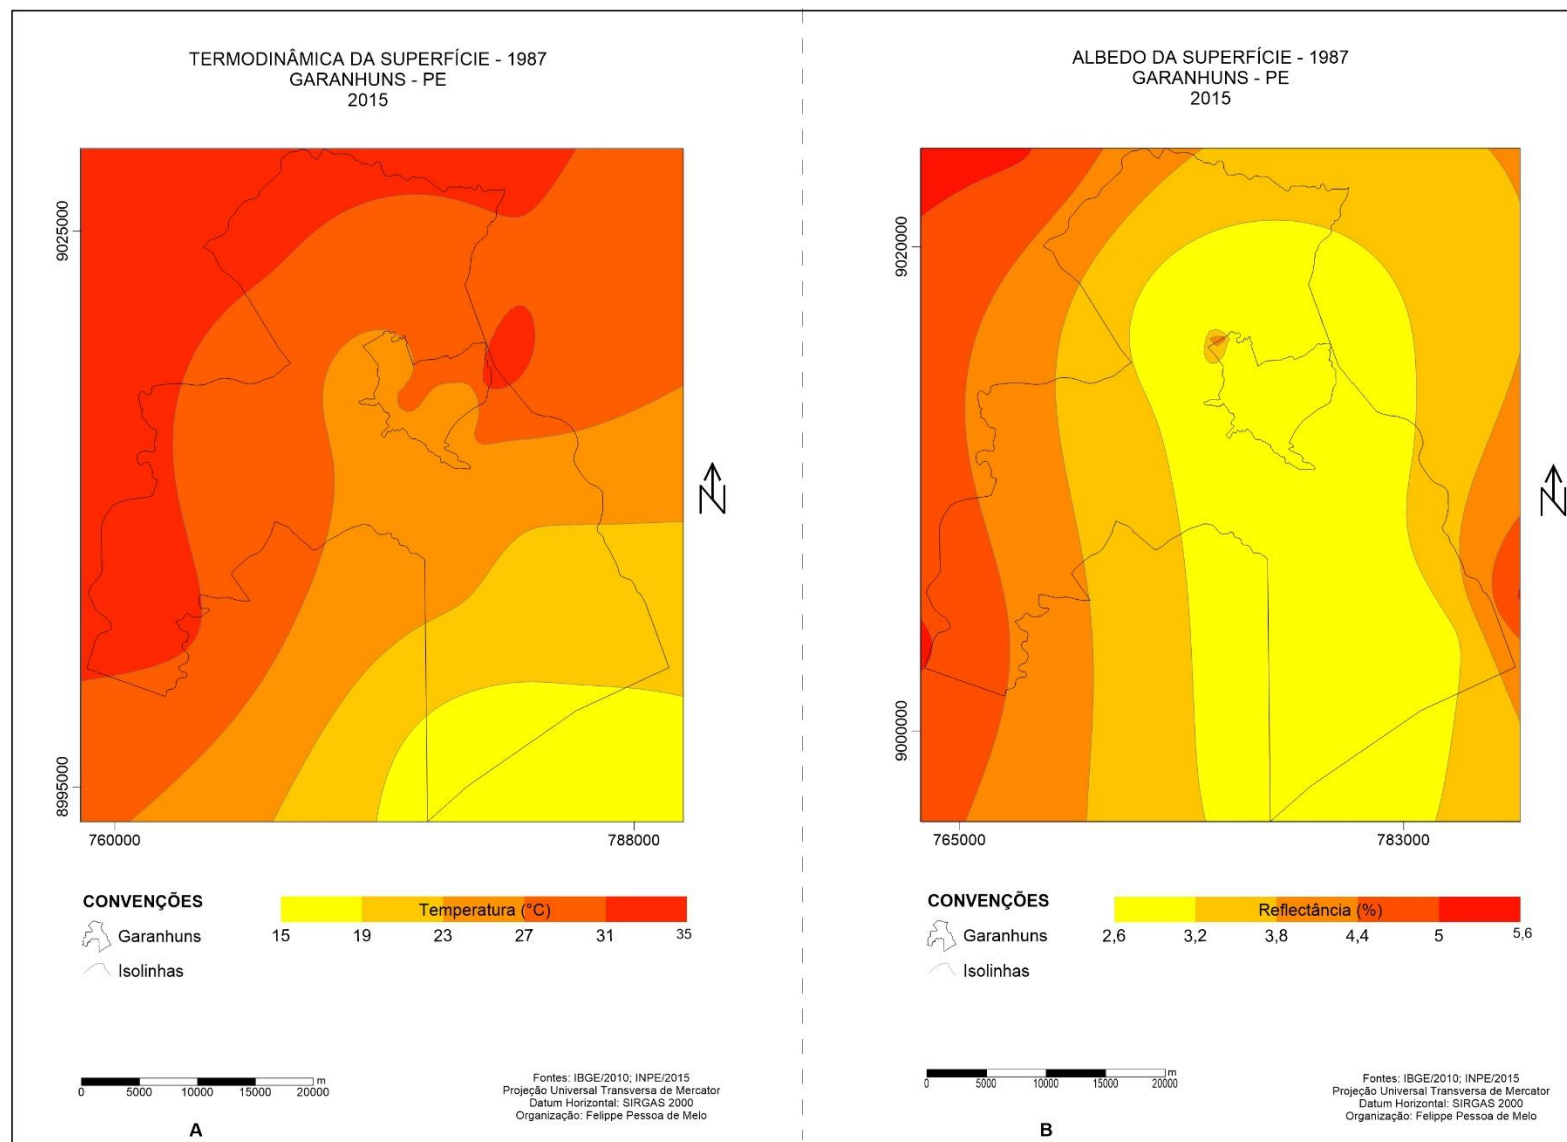 TERMODINÂMICA DA SUPERFÍCIE - 1987
GARANHUNS - PE
2015
9025000
8995000
760000
788000
N
CONVENÇÕES
Garanhuns
Isolinhas
Temperatura (°C)
15 19 23 27 31 35
m
0 5000 10000 15000 20000
Fontes: IBGE/2010; INPE/2015
Projeção Universal Transversa de Mercator
Datum Horizontal: SIRGAS 2000
Organização: Felippe Pessoa de Melo
A
ALBEDO DA SUPERFÍCIE - 1987
GARANHUNS - PE
2015
9020000
9000000
765000
783000
N
CONVENÇÕES
Garanhuns
Isolinhas
Reflectância (%)
2,6 3,2 3,8 4,4 5 5,6
m
0 5000 10000 15000 20000
Fontes: IBGE/2010; INPE/2015
Projeção Universal Transversa de Mercator
Datum Horizontal: SIRGAS 2000
Organização: Felippe Pessoa de Melo
B